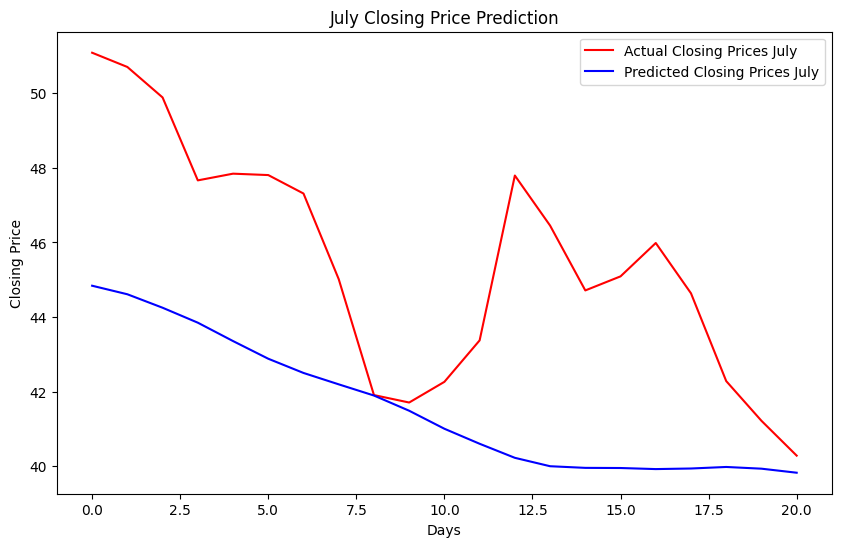 July Closing Price Prediction
Actual Closing Prices July
Predicted Closing Prices July
Closing Price
50
48
46
44
42
40
0.0 2.5 5.0 7.5 10.0 12.5 15.0 17.5 20.0
Days